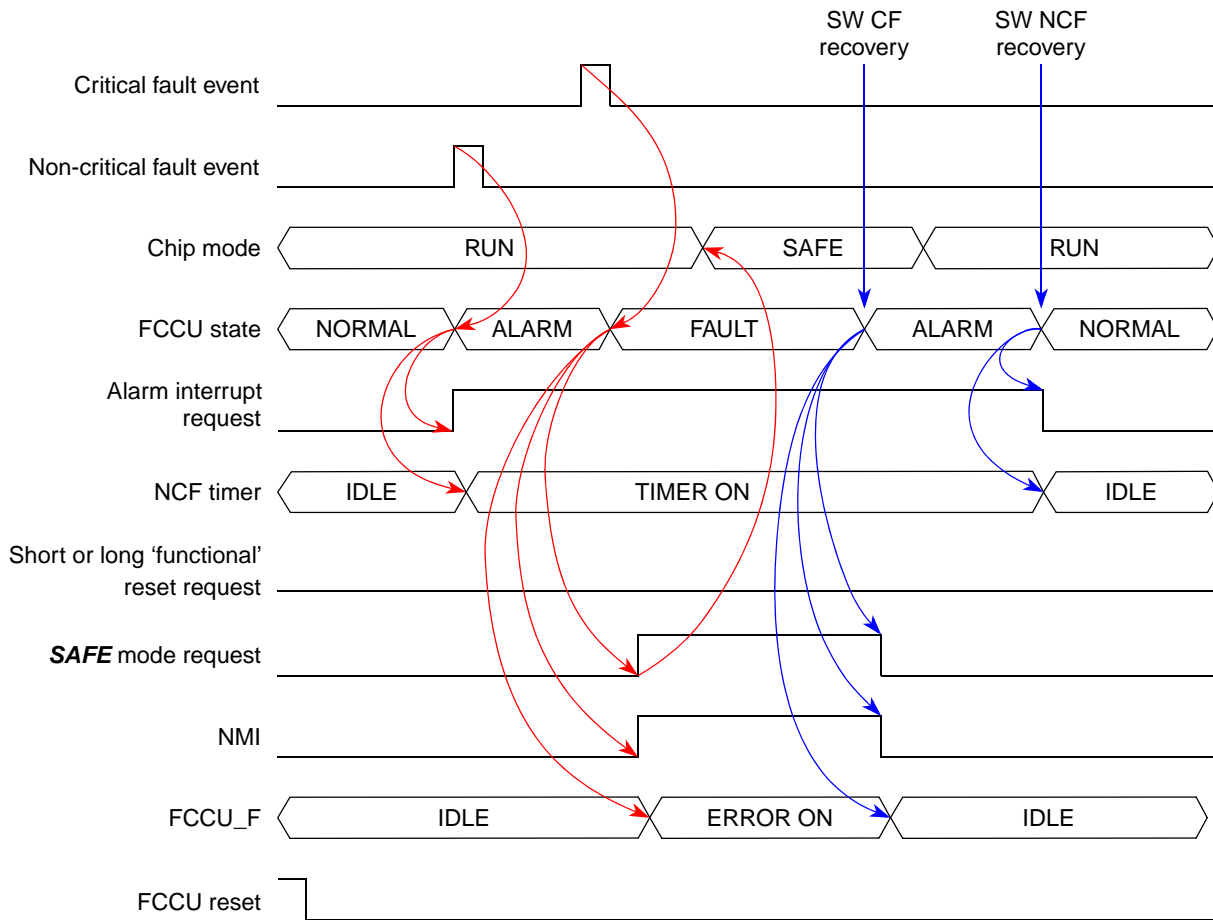 SW CF
recovery
SW NCF
recovery
Critical fault event
Non-critical fault event
Chip mode
RUN
SAFE
RUN
FCCU state
NORMAL
ALARM
FAULT
ALARM
NORMAL
Alarm interrupt
request
NCF timer
IDLE
TIMER ON
IDLE
Short or long ‘functional’
reset request
SAFE mode request
NMI
FCCU_F
IDLE
ERROR ON
IDLE
FCCU reset